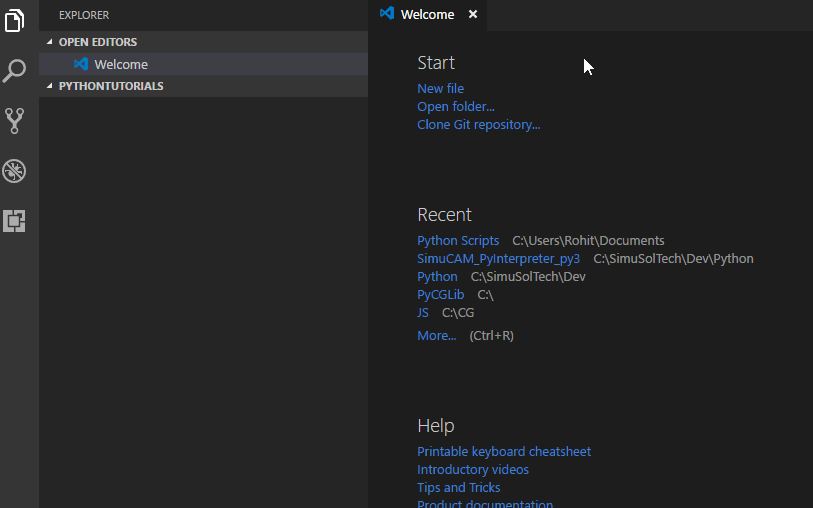 EXPLORER
OPEN EDITORS
Welcome
PYTHONTUTORIALS
Welcome
Start
New file
Open folder...
Clone Git repository...
Recent
Python Scripts C:\Users\Rohit\Documents
SimuCAM_PyInterpreter_py3 C:\SimuSolTech\Dev\Python
Python C:\SimuSolTech\Dev
PyCGLib C:\
JS C:\CG
More... (Ctrl+R)
Help
Printable keyboard cheatsheet
Introductory videos
Tips and Tricks
Product documentation